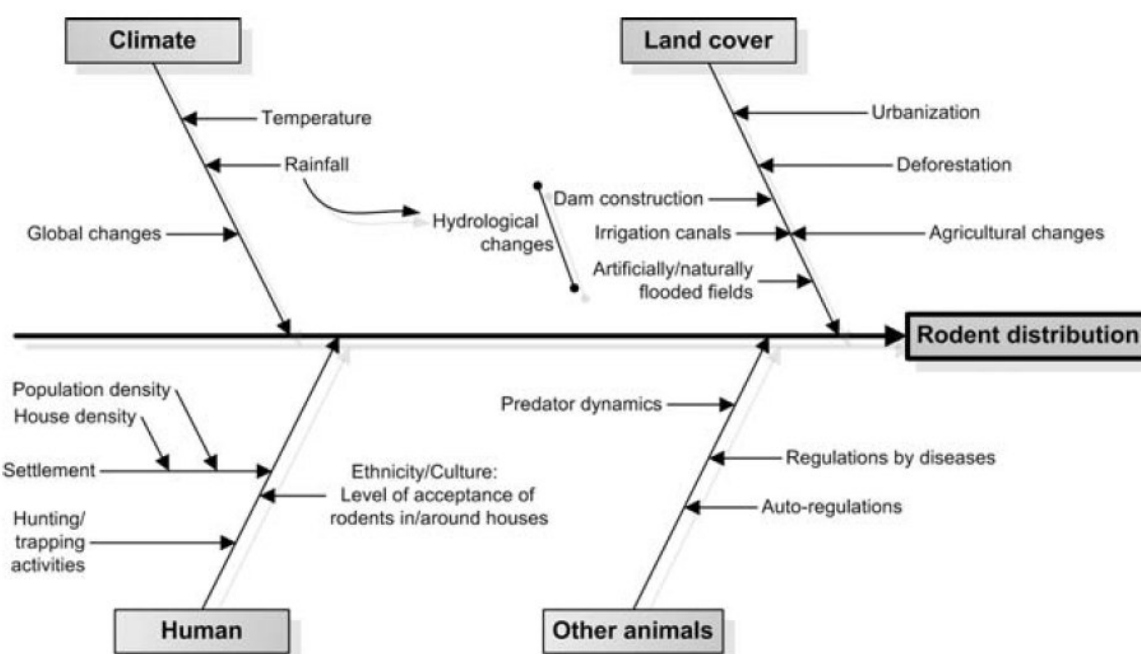 Climate
Land cover
Temperature
Urbanization
Rainfall
Deforestation
Dam construction
Hydrological
changes
Global changes
Irrigation canals
Agricultural changes
Artificially/naturally
flooded fields
Rodent distribution
Population density
House density
Settlement
Predator dynamics
Ethnicity/Culture:
Level of acceptance of
rodents in/around houses
Regulations by diseases
Auto-regulations
Hunting/
trapping
activities
Human
Other animals